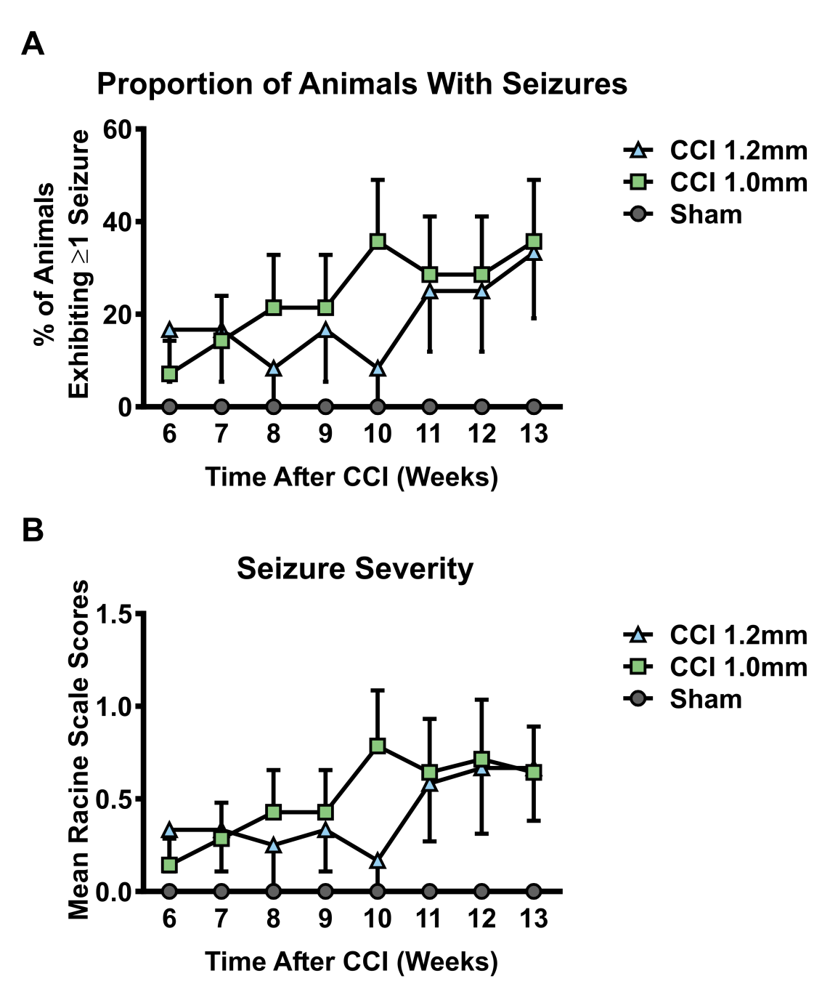 A
Proportion of Animals With Seizures
% of Animals
Exhibiting ≥1 Seizure
60
40
20
0
6 7 8 9 10 11 12 13
Time After CCI (Weeks)
CCI 1.2mm
CCI 1.0mm
Sham
B
Seizure Severity
Mean Racine Scale Scores
1.5
1.0
0.5
0.0
6 7 8 9 10 11 12 13
Time After CCI (Weeks)
CCI 1.2mm
CCI 1.0mm
Sham